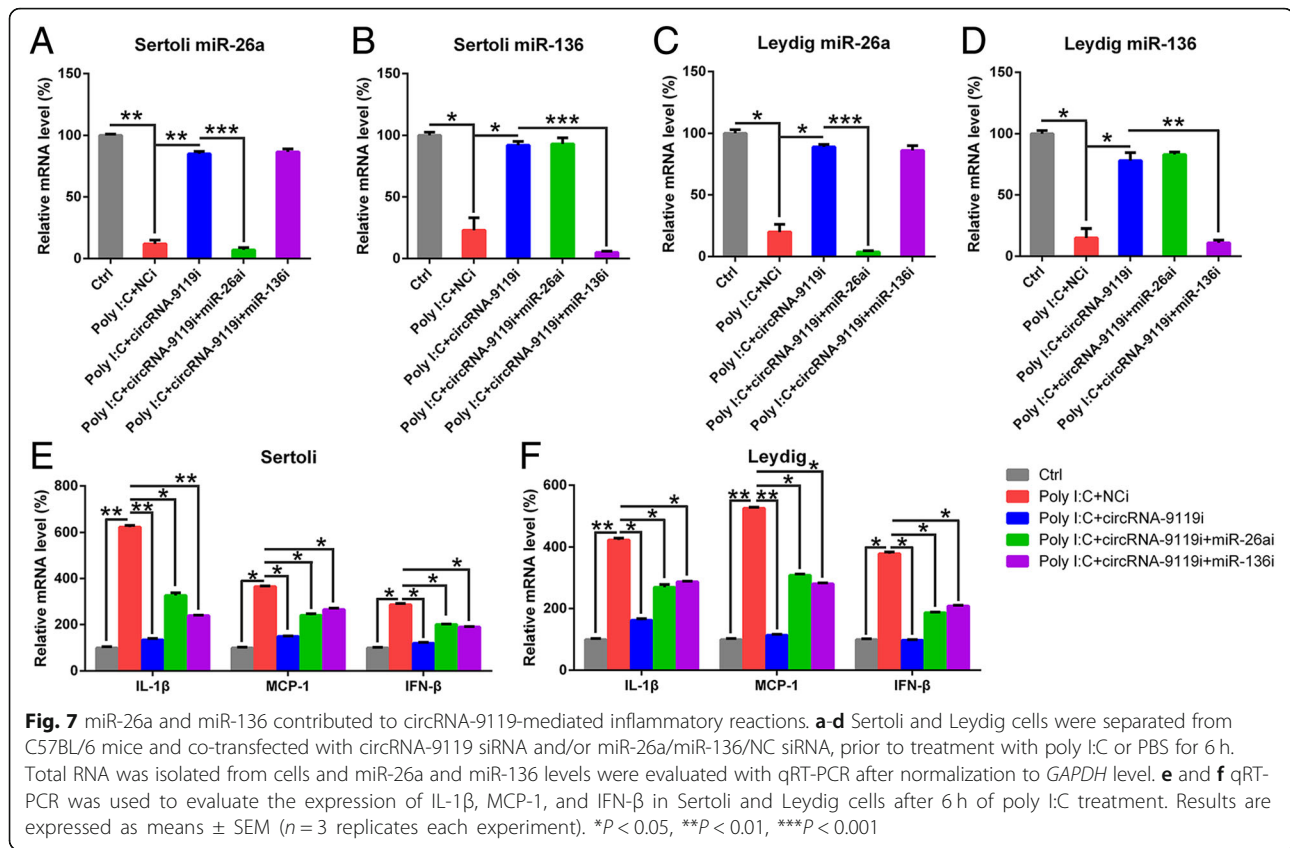 A
Sertoli miR-26a
Relative mRNA level (%)
150
100
50
0
**
**
***
Ctrl
Poly I:C+NCi
Poly I:C+circRNA-9119i
Poly I:C+circRNA-9119i+miR-26ai
Poly I:C+circRNA-9119i+miR-136i
B
Sertoli miR-136
Relative mRNA level (%)
150
100
50
0
*
*
***
Ctrl
Poly I:C+NCi
Poly I:C+circRNA-9119i
Poly I:C+circRNA-9119i+miR-26ai
Poly I:C+circRNA-9119i+miR-136i
C
Leydig miR-26a
Relative mRNA level (%)
150
100
50
0
*
*
***
Ctrl
Poly I:C+NCi
Poly I:C+circRNA-9119i
Poly I:C+circRNA-9119i+miR-26ai
Poly I:C+circRNA-9119i+miR-136i
D
Leydig miR-136
Relative mRNA level (%)
150
100
50
0
*
*
**
Ctrl
Poly I:C+NCi
Poly I:C+circRNA-9119i
Poly I:C+circRNA-9119i+miR-26ai
Poly I:C+circRNA-9119i+miR-136i
E
Sertoli
Relative mRNA level (%)
800
600
400
200
0
**
*
** **
*
*
* *
*
*
* *
IL-1β MCP-1 IFN-β
F
Leydig
Relative mRNA level (%)
600
400
200
0
*
*
** *
*
*
** **
*
*
* *
IL-1β MCP-1 IFN-β
Ctrl
Poly I:C+NCi
Poly I:C+circRNA-9119i
Poly I:C+circRNA-9119i+miR-26ai
Poly I:C+circRNA-9119i+miR-136i
Fig. 7 miR-26a and miR-136 contributed to circRNA-9119-mediated inflammatory reactions. a-d Sertoli and Leydig cells were separated from
C57BL/6 mice and co-transfected with circRNA-9119 siRNA and/or miR-26a/miR-136/NC siRNA, prior to treatment with poly I:C or PBS for 6 h.
Total RNA was isolated from cells and miR-26a and miR-136 levels were evaluated with qRT-PCR after normalization to GAPDH level. e and f qRT-
PCR was used to evaluate the expression of IL-1β, MCP-1, and IFN-β in Sertoli and Leydig cells after 6 h of poly I:C treatment. Results are
expressed as means ± SEM (n = 3 replicates each experiment). *P < 0.05, **P < 0.01, ***P < 0.001